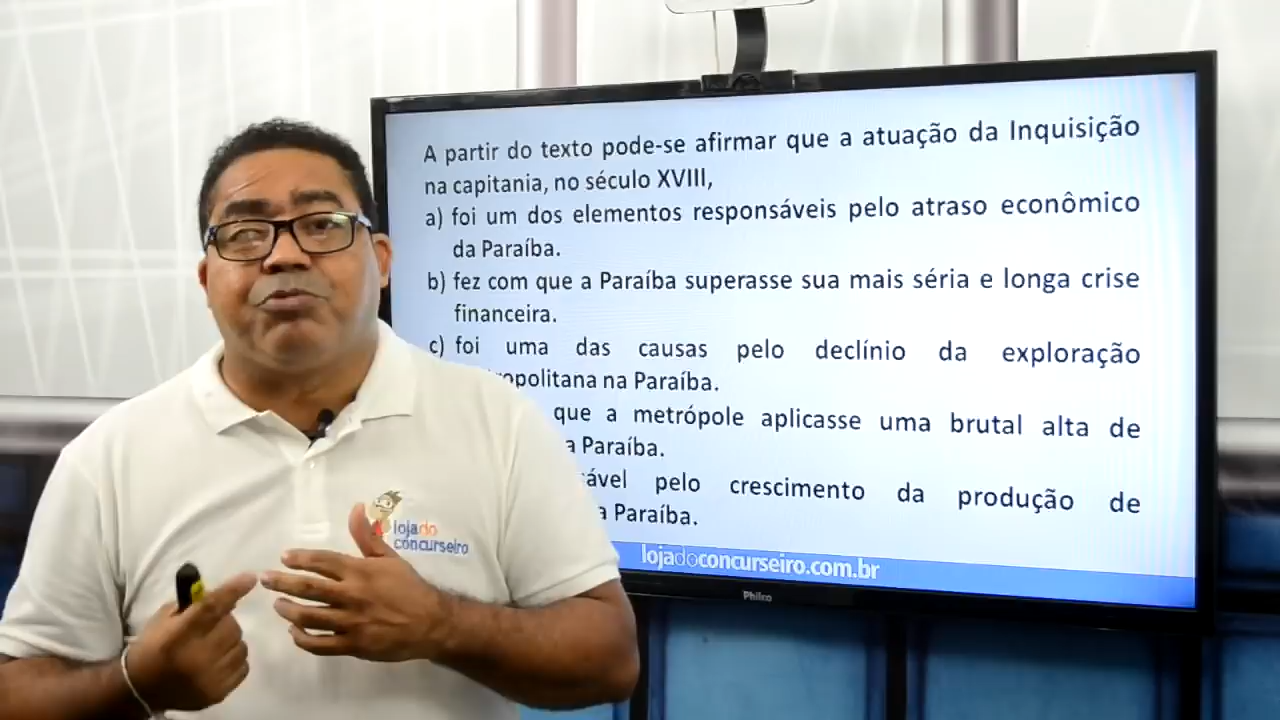 A partir do texto pode-se afirmar que a atuação da Inquisição
na capitania, no século XVIII,
a) foi um dos elementos responsáveis pelo atraso econômico
da Paraíba.
b) fez com que a Paraíba superasse sua mais séria e longa crise
financeira.
c) foi uma das causas pelo declínio da exploração
ropolitana na Paraíba.
que a metrópole aplicasse uma brutal alta de
a Paraíba.
ável pelo crescimento da produção de
a Paraíba.
lojadoconcurseiro.com.br
Philco
lojado
concurseiro